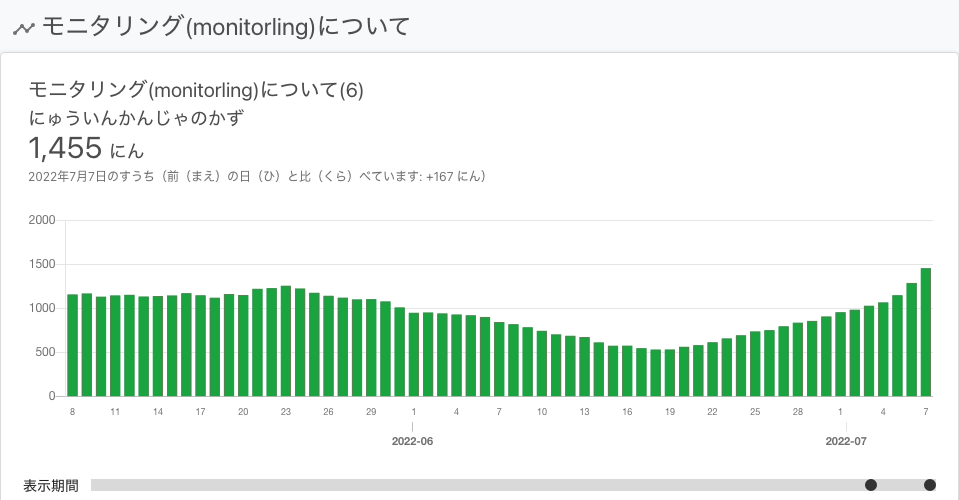 モニタリング(monitorling)について
モニタリング(monitorling)について(6)
にゅういんかんじゃのかず
1,455 にん
2022年7月7日のすうち（前（まえ）の日（ひ）と比（くら）べています: +167 にん）
2000
1500
1000
500
0
8 11 14 17 20 23 26 29 1 4 7 10 13 16 19 22 25 28 1 4 7
2022-06 2022-07
表示期間